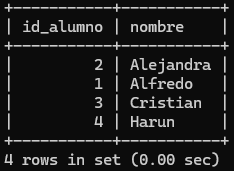 +-----------+-----------+
| id_alumno | nombre    |
+-----------+-----------+
|         2 | Alejandra |
|         1 | Alfredo   |
|         3 | Cristian  |
|         4 | Harun     |
+-----------+-----------+
4 rows in set (0.00 sec)